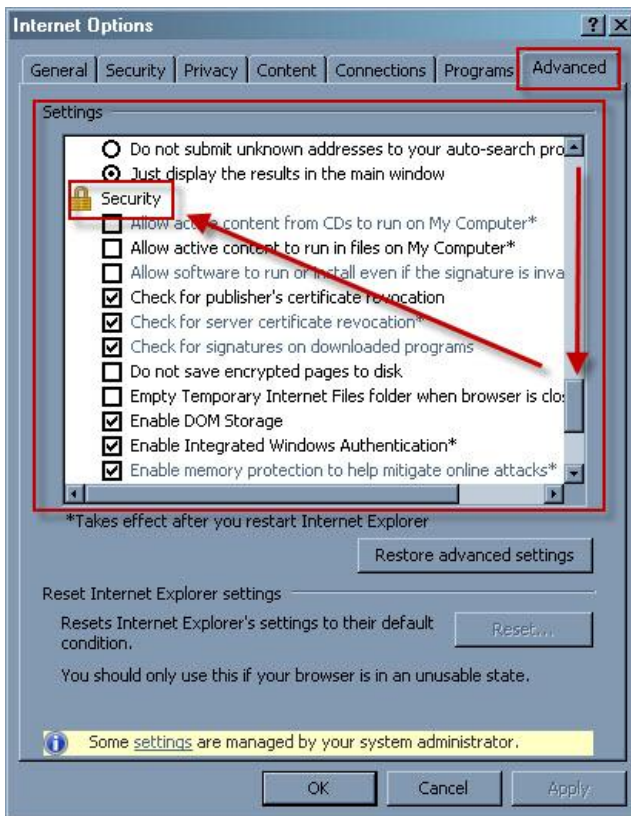 Internet Options
General Security Privacy Content Connections Programs Advanced
Settings
Do not submit unknown addresses to your auto-search pro
Just display the results in the main window
Security
Allow active content from CDs to run on My Computer*
Allow active content to run in files on My Computer*
Allow software to run or install even if the signature is inva
Check for publisher's certificate revocation
Check for server certificate revocation*
Check for signatures on downloaded programs
Do not save encrypted pages to disk
Empty Temporary Internet Files folder when browser is clos
Enable DOM Storage
Enable Integrated Windows Authentication*
Enable memory protection to help mitigate online attacks*
*Takes effect after you restart Internet Explorer
Restore advanced settings
Reset Internet Explorer settings
Resets Internet Explorer's settings to their default
condition.
Reset...
You should only use this if your browser is in an unusable state.
Some settings are managed by your system administrator.
OK Cancel Apply